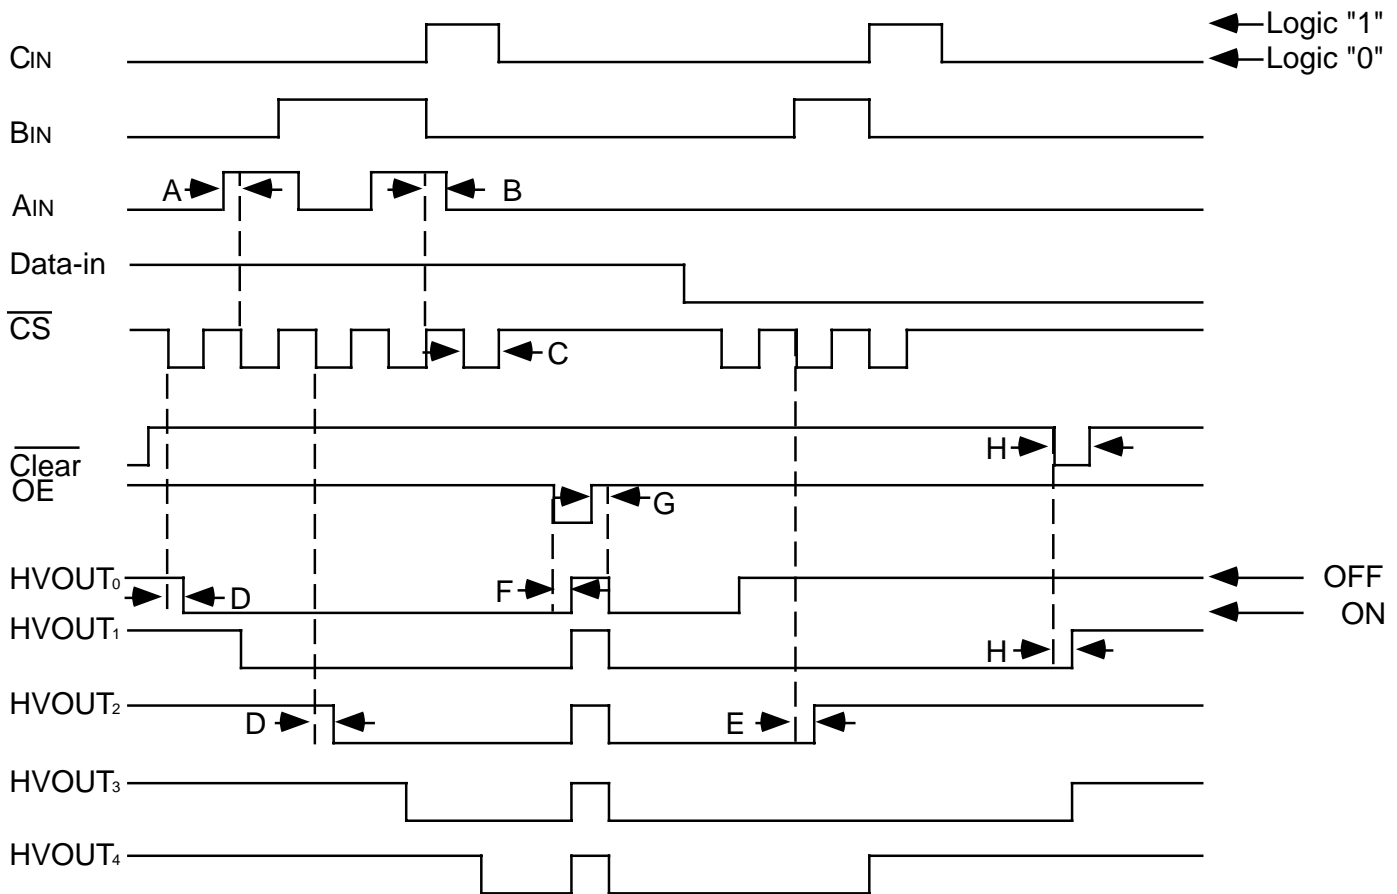 Logic "1"
CIN
Logic "0"
BIN
A
B
AIN
Data-in
CS
C
H
Clear
OE
G
HVOUT0
F
D
OFF
ON
HVOUT1
H
HVOUT2
D
E
HVOUT3
HVOUT4